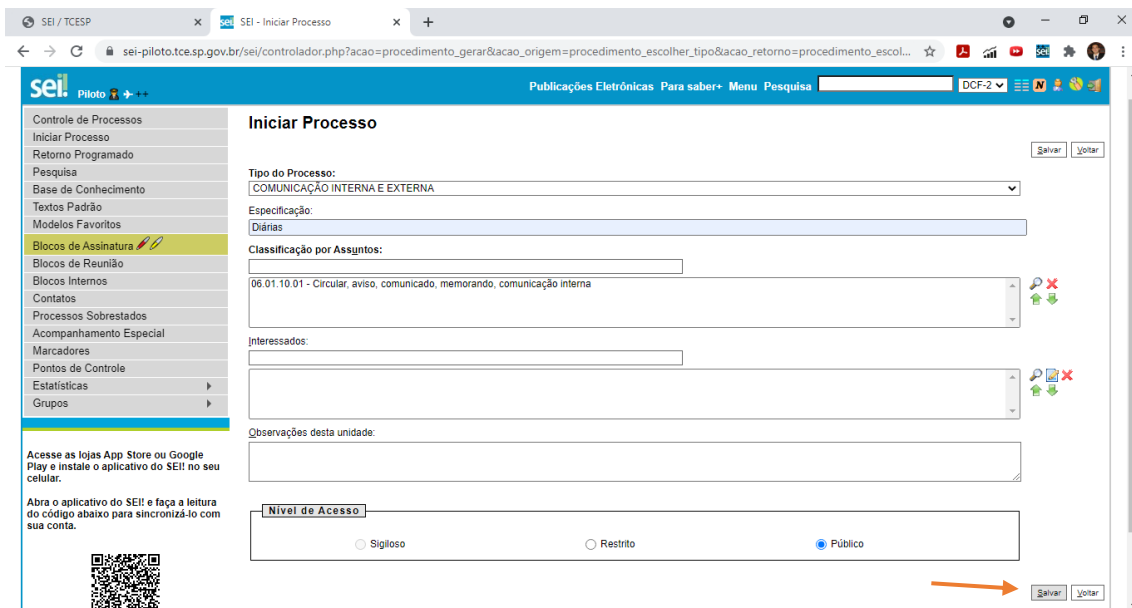 SEI / TCESP
sei SEI - Iniciar Processo
sei-piloto.tce.sp.gov.br/sei/controlador.php?acao=procedimento_gerar&acao_origem=procedimento_escolher_tipo&acao_retorno=procedimento_escol...
sei! Piloto ++ Publicações Eletrônicas Para saber+ Menu Pesquisa DCF-2
Controle de Processos
Iniciar Processo
Retorno Programado
Pesquisa
Base de Conhecimento
Textos Padrão
Modelos Favoritos
Blocos de Assinatura
Blocos de Reunião
Blocos Internos
Contatos
Processos Sobrestados
Acompanhamento Especial
Marcadores
Pontos de Controle
Estatísticas
Grupos
Acesse as lojas App Store ou Google
Play e instale o aplicativo do SEI! no seu
celular.
Abra o aplicativo do SEI! e faça a leitura
do código abaixo para sincronizá-lo com
sua conta.
Iniciar Processo
Salvar Voltar
Tipo do Processo:
COMUNICAÇÃO INTERNA E EXTERNA
Especificação:
Diárias
Classificação por Assuntos:
06.01.10.01 - Circular, aviso, comunicado, memorando, comunicação interna
Interessados:
Observações desta unidade:
Nível de Acesso
Sigiloso Restrito Público
Salvar Voltar